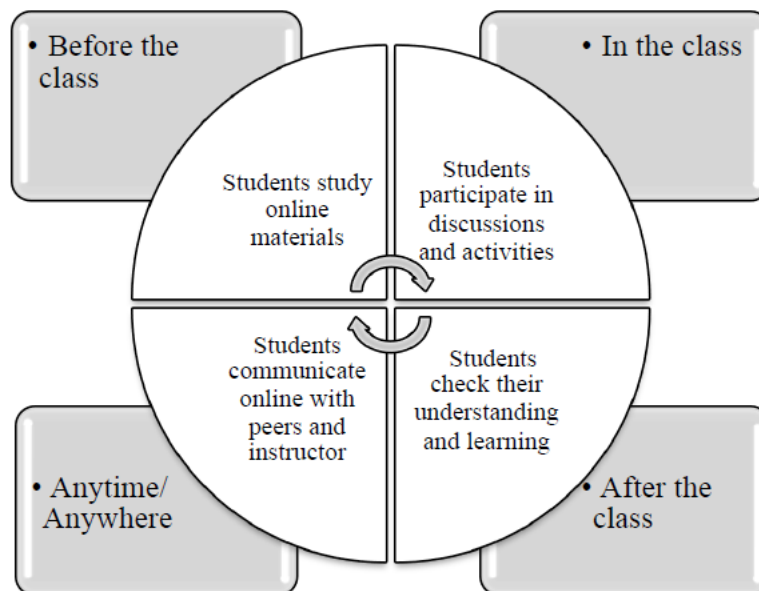 • Before the
class
• In the class
Students study
online
materials
Students
participate in
discussions
and activities
Students
communicate
online with
peers and
instructor
Students
check their
understanding
and learning
• Anytime/
Anywhere
• After the
class